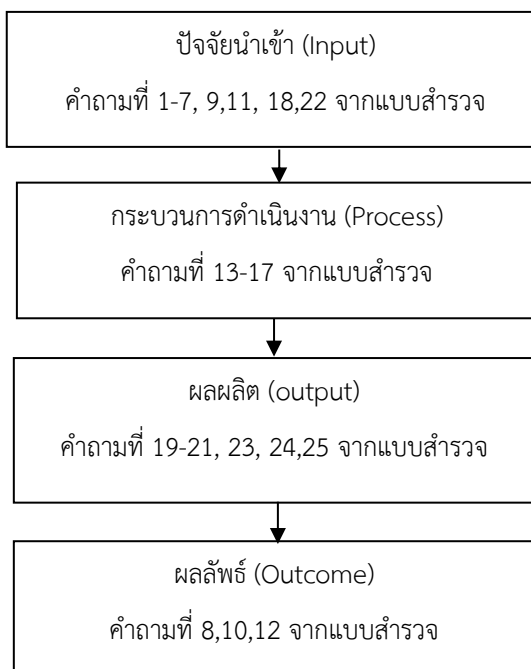 ปัจจัยนำเข้า (Input)
คำถามที่ 1-7, 9,11, 18,22 จากแบบสำรวจ
กระบวนการดำเนินงาน (Process)
คำถามที่ 13-17 จากแบบสำรวจ
ผลผลิต (output)
คำถามที่ 19-21, 23, 24,25 จากแบบสำรวจ
ผลลัพธ์ (Outcome)
คำถามที่ 8,10,12 จากแบบสำรวจ